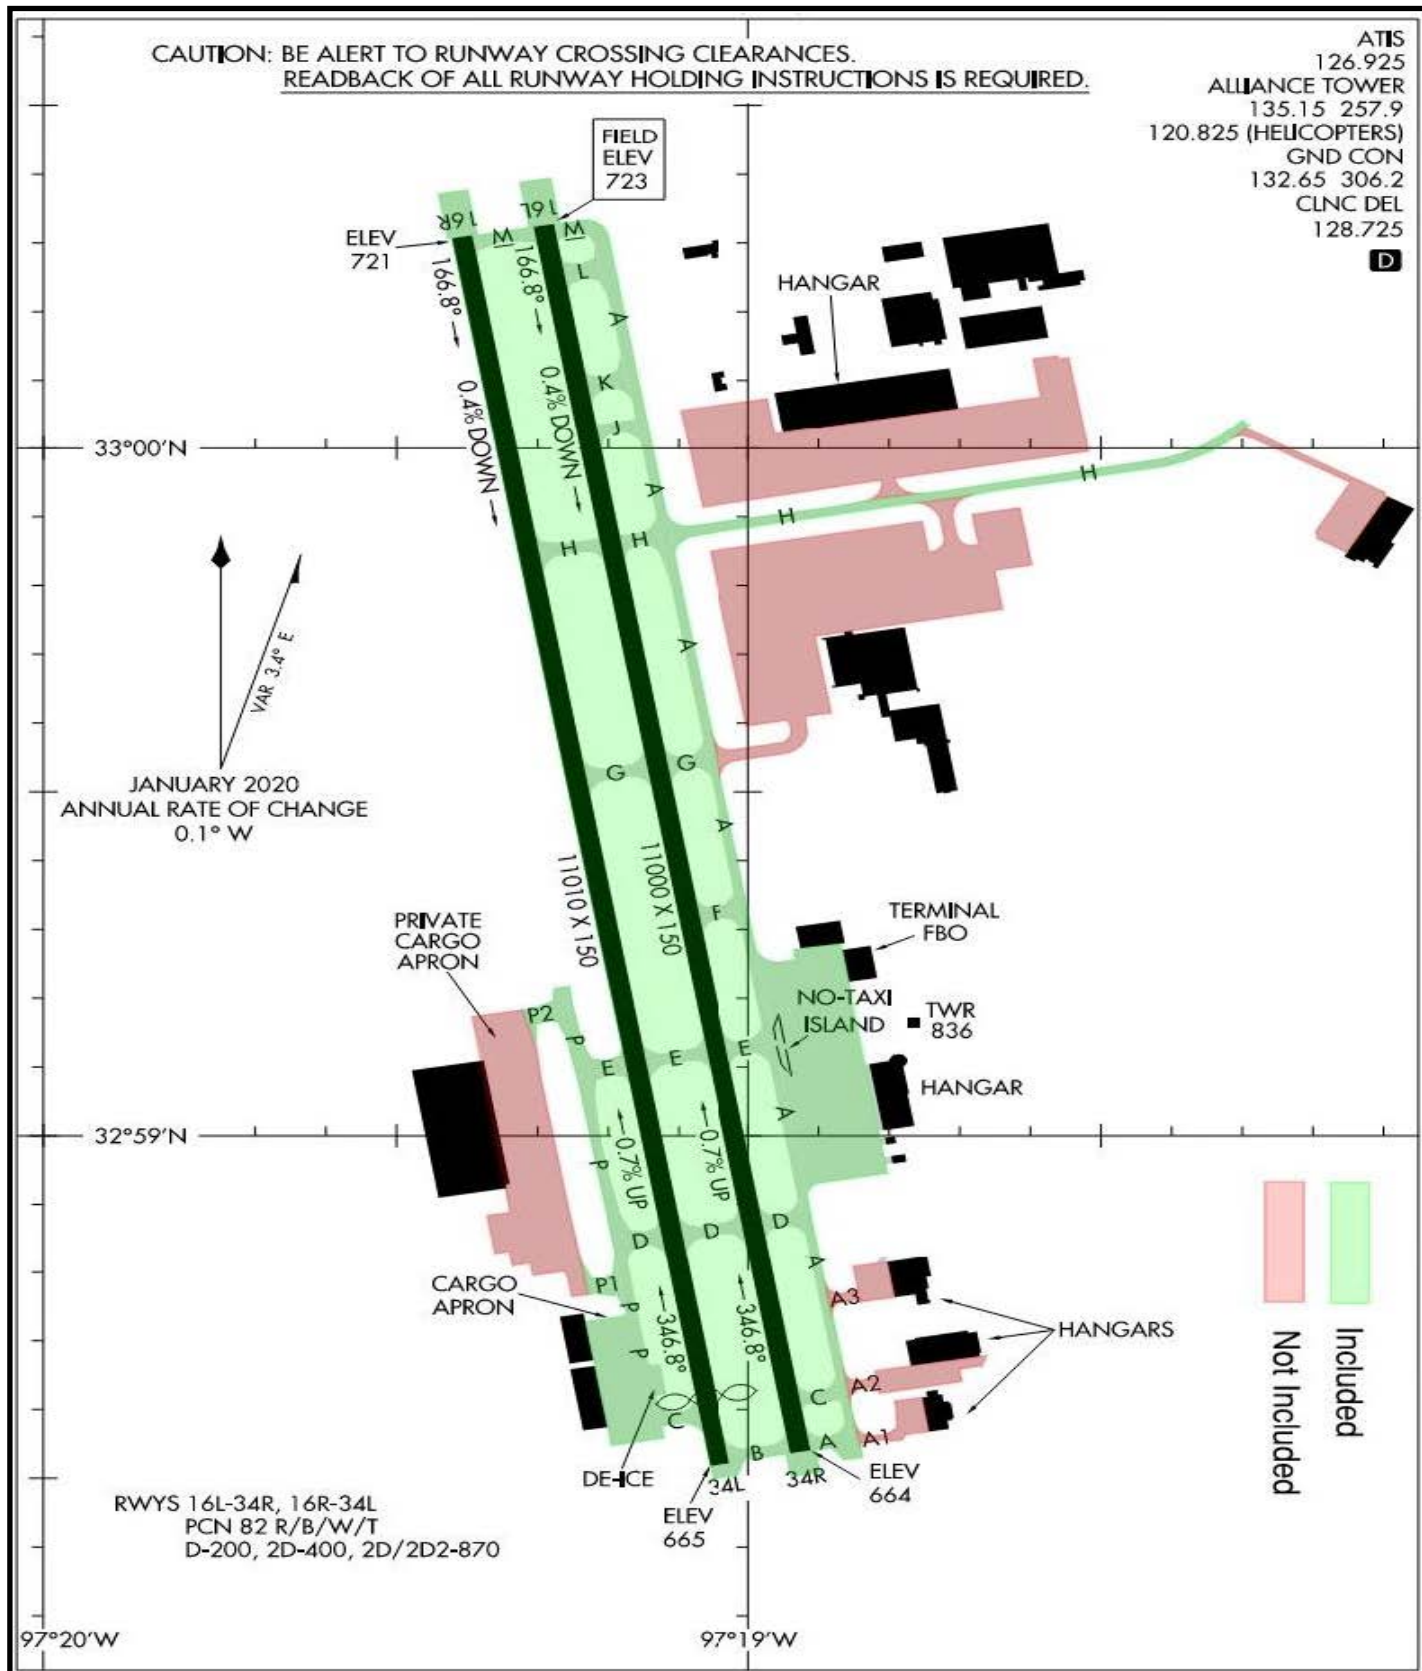 CAUTION: BE ALERT TO RUNWAY CROSSING CLEARANCES.
READBACK OF ALL RUNWAY HOLDING INSTRUCTIONS IS REQUIRED.
ATIS
126.925
ALLIANCE TOWER
135.15 257.9
120.825 (HELICOPTERS)
GND CON
132.65 306.2
CLNC DEL
128.725
D
FIELD
ELEV
723
ELEV
721
16R
16L
W
W
166.8°
166.8°
L
A
HANGAR
0.4% DOWN
0.4% DOWN
K
J
33°00'N
A
H
H
H
H
VAR 3.4° E
A
JANUARY 2020
ANNUAL RATE OF CHANGE
0.1° W
G
G
A
11010 X 150
11000 X 150
F
TERMINAL
FBO
PRIVATE
CARGO
APRON
NO-TAXI
ISLAND
TWR
836
P2
P
E
E
E
HANGAR
A
32°59'N
0.7% UP
0.7% UP
P
D
D
D
A
P1
P
P
CARGO
APRON
346.8°
346.8°
A3
HANGARS
A2
C
C
A1
B
A
DE-ICE
34L
34R
ELEV
665
ELEV
664
Included
Not Included
RWYS 16L-34R, 16R-34L
PCN 82 R/B/W/T
D-200, 2D-400, 2D/2D2-870
97°20'W
97°19'W